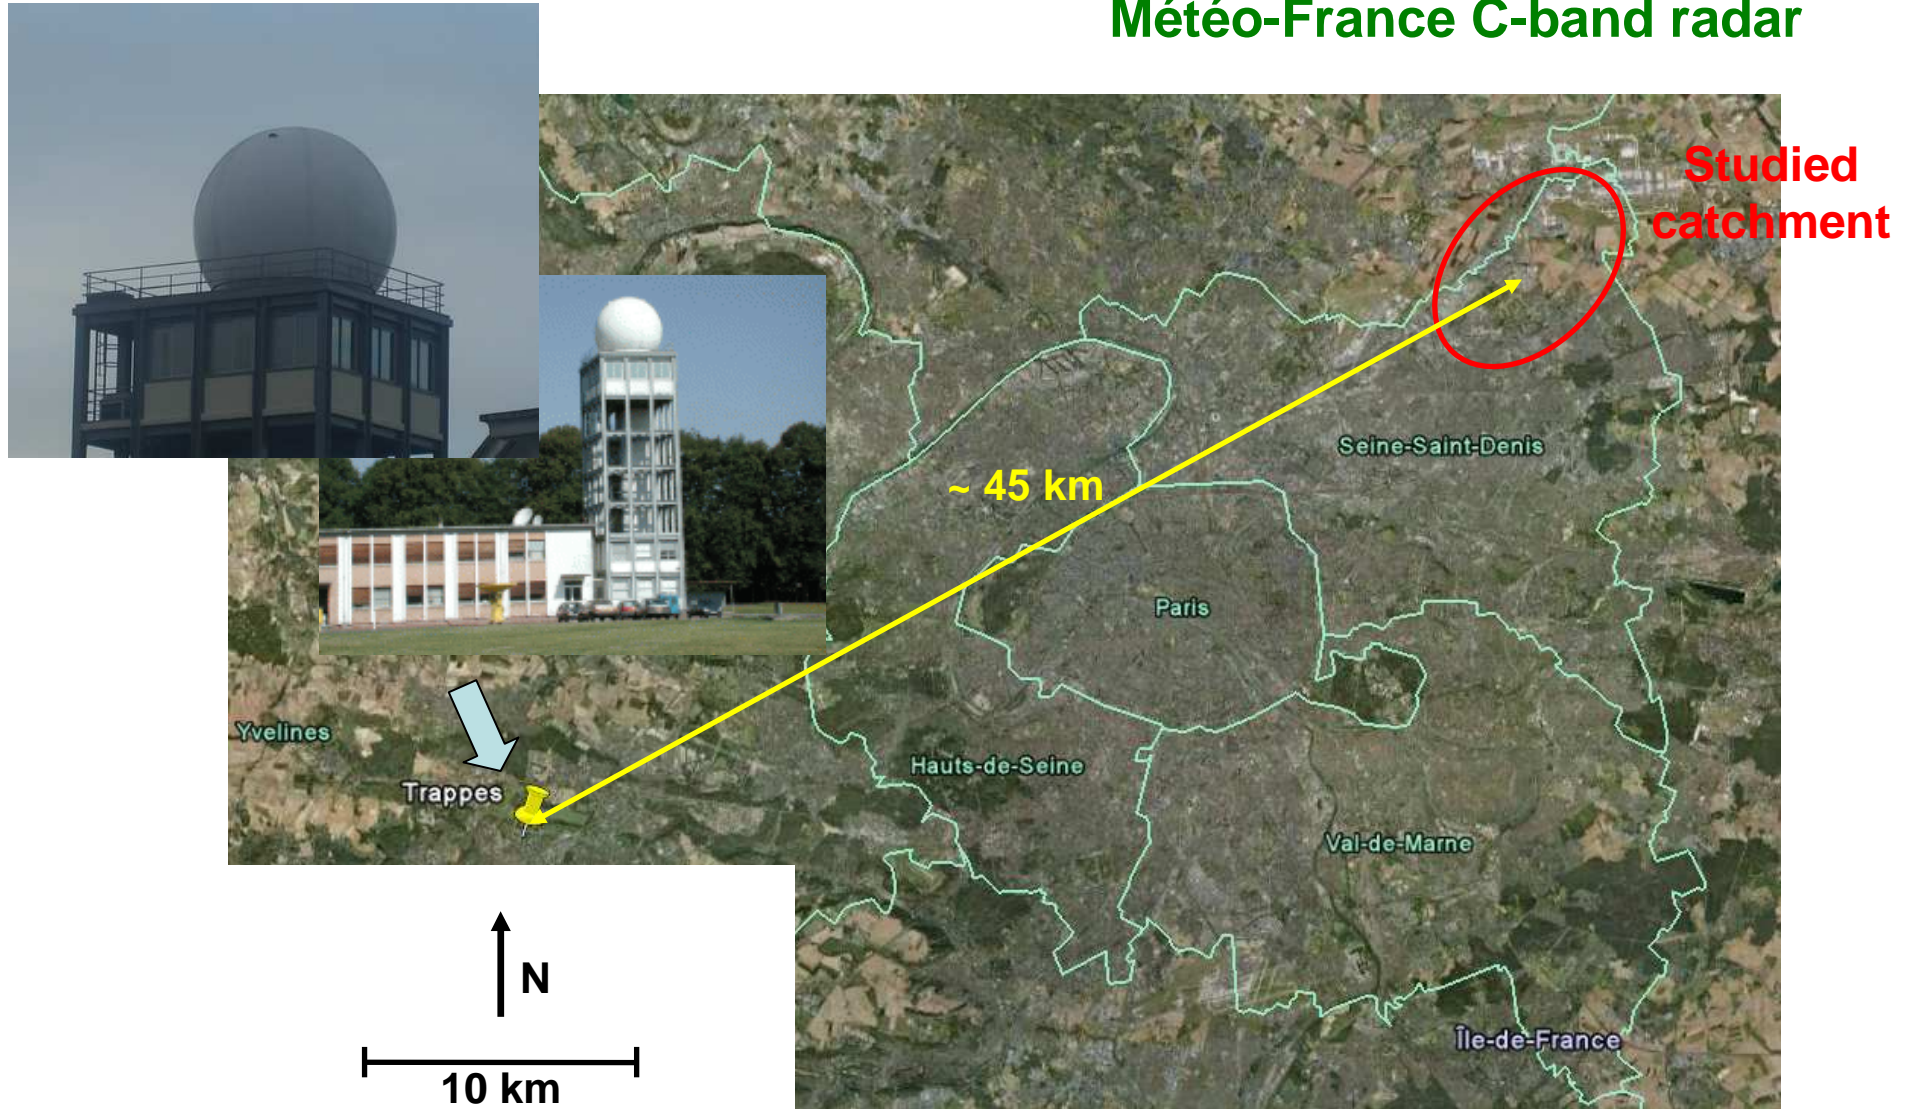 Météo-France C-band radar
Studied
catchment
Seine-Saint-Denis
~ 45 km
Paris
Yvelines
Hauts-de-Seine
Trappes
Val-de-Marne
N
Île-de-France
10 km